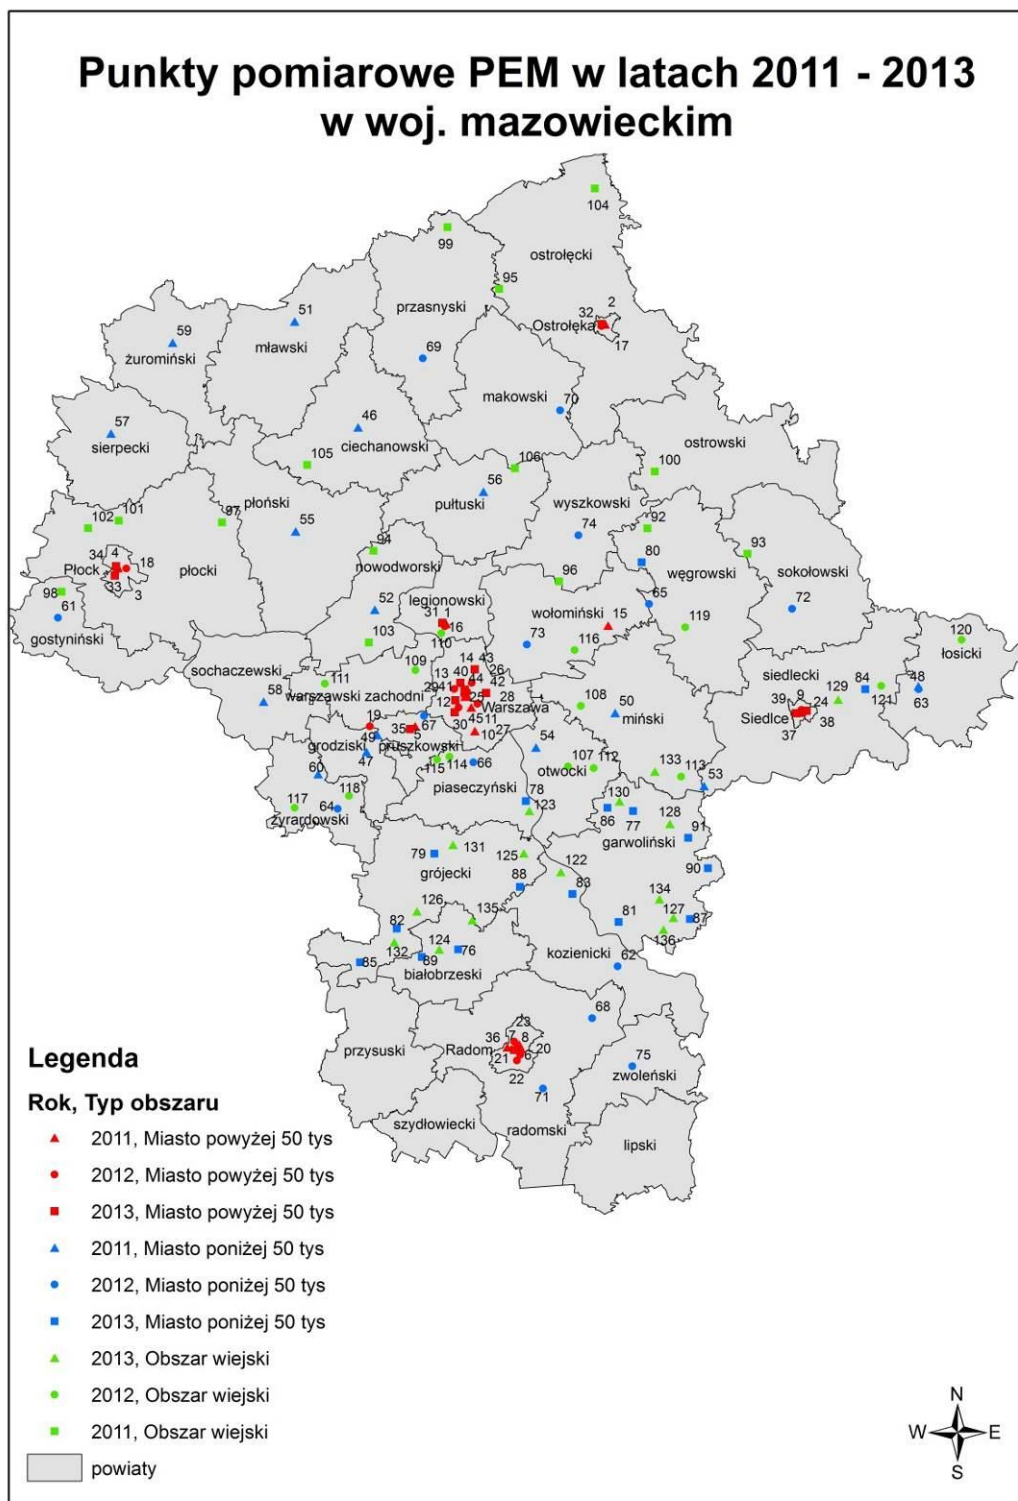 Punkty pomiarowe PEM w latach 2011 - 2013
w woj. mazowieckim
104
99
ostrołęcki
95
przasnyski
51
2
32
59
Ostrołęka
mławski
17
żuromiński
69
makowski
70
57
46
sierpecki
ciechanowski
ostrowski
105
106
100
płoński
56
pułtuski
wyszkowski
102
101
97
55
74
92
94
80
93
34
4
18
Płock
płocki
nowodworski
96
węgrowski
sokołowski
33
3
98
61
legionowski
65
72
52
31
1
wołomiński
15
gostyniński
16
119
103
110
73
116
120
łosicki
sochaczewski
109
14
43
siedlecki
111
13
40
26
84
48
warszawski zachodni
29
41
44
42
108
9
129
58
25
28
50
39
24
121
63
12
Warszawa
miński
Siedlce
38
19
67
45
11
37
49
35
5
30
10
27
grodziski
pruszkowski
54
47
107
112
133
113
60
115
114
66
otwocki
53
piaseczyński
118
78
130
117
64
123
128
żyrardowski
86
77
91
garwoliński
131
79
125
122
90
grójecki
88
83
134
126
135
127
82
81
87
124
136
132
76
kozienicki
85
89
62
białobrzeski
68
23
36
7
8
75
przysuski
Radom
20
21
6
zwoleński
22
71
szydłowiecki
radomski
lipski
Legenda
Rok, Typ obszaru
2011, Miasto powyżej 50 tys
2012, Miasto powyżej 50 tys
2013, Miasto powyżej 50 tys
2011, Miasto poniżej 50 tys
2012, Miasto poniżej 50 tys
2013, Miasto poniżej 50 tys
2013, Obszar wiejski
2012, Obszar wiejski
2011, Obszar wiejski
powiaty
N
W
E
S